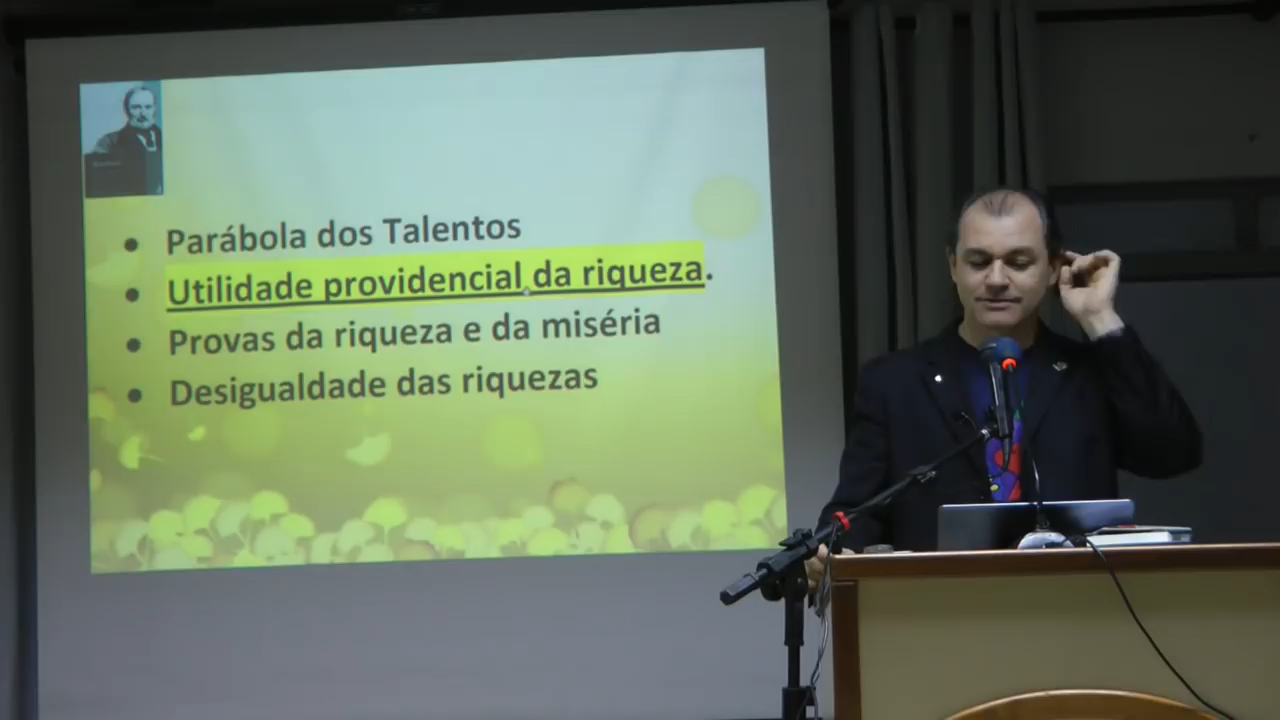 • Parábola dos Talentos
• Utilidade providencial da riqueza.
• Provas da riqueza e da miséria
• Desigualdade das riquezas